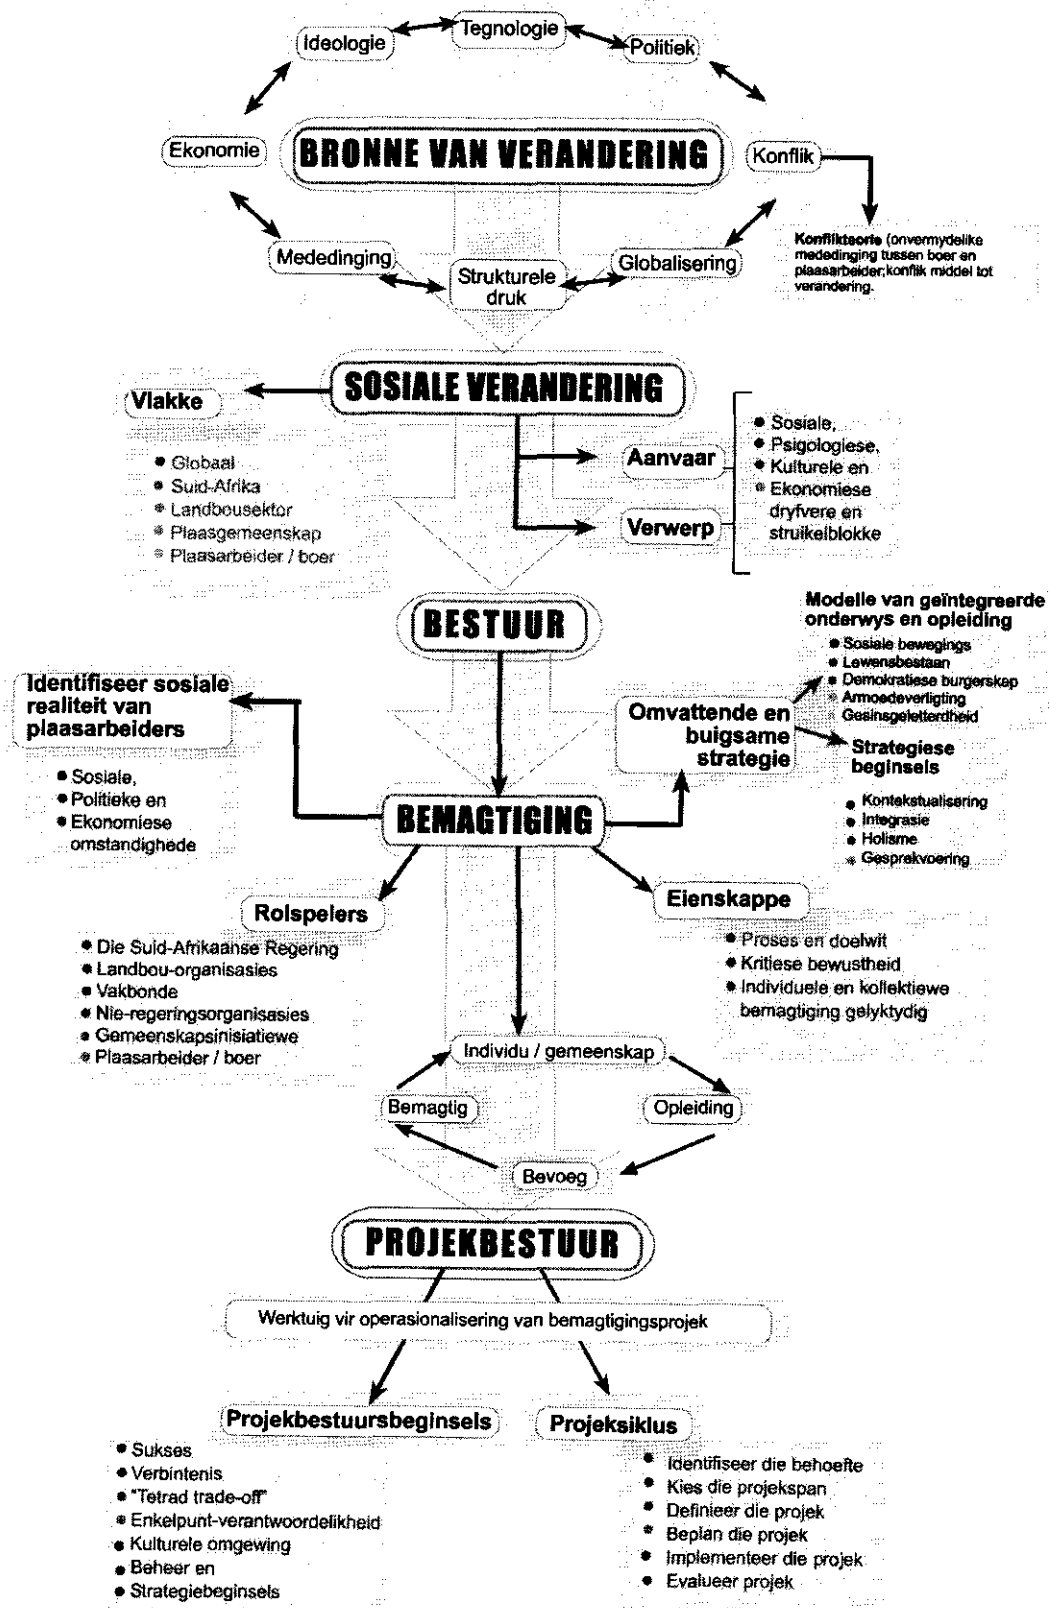 Tegnologie
Ideologie
Politiek
Ekonomie
BRONNE VAN VERANDERING
Konflik
Mededinging
Strukturele
druk
Globalisering
Konflikteorie (onvermydelike
mededinging tussen boer en
plaasarbeider;konflik middel tot
verandering.
SOSIALE VERANDERING
Vlakke
• Globaal
• Suid-Afrika
• Landbousektor
• Plaasgemeenskap
• Plaasarbeider / boer
Aanvaar
Verwerp
• Sosiale,
• Psigologiese,
• Kulturele en
• Ekonomiese
dryfvere en
struikelblokke
BESTUUR
Modelle van geïntegreerde
onderwys en opleiding
• Sosiale bewegings
• Lewensbestaan
• Demokratiese burgerskap
• Armoedeverligting
• Gesinsgeletterdheid
Identifiseer sosiale
realiteit van
plaasarbeiders
• Sosiale,
• Politieke en
• Ekonomiese
omstandighede
Omvattende en
buigsame
strategie
Strategiese
beginsels
• Kontekstualisering
• Integrasie
• Holisme
• Gesprekvoering
BEMAGTIGING
Rolspelers
• Die Suid-Afrikaanse Regering
• Landbou-organisasies
• Vakbonde
• Nie-regeringsorganisasies
• Gemeenskapsinisiatiewe
• Plaasarbeider / boer
Eienskappe
• Proses en doelwit
• Kritiese bewustheid
• Individuele en kollektiewe
bemagtiging gelyktydig
Individu / gemeenskap
Bemagtig
Opleiding
Bevoeg
PROJEKBESTUUR
Werktuig vir operasionalisering van bemagtigingsprojek
Projekbestuursbeginsels
• Sukses
• Verbintenis
• "Tetrad trade-off"
• Enkelpunt-verantwoordelikheid
• Kulturele omgewing
• Beheer en
• Strategiebeginsels
Projeksiklus
• Identifiseer die behoefte
• Kies die projekspan
• Definieer die projek
• Beplan die projek
• Implementeer die projek
• Evalueer projek